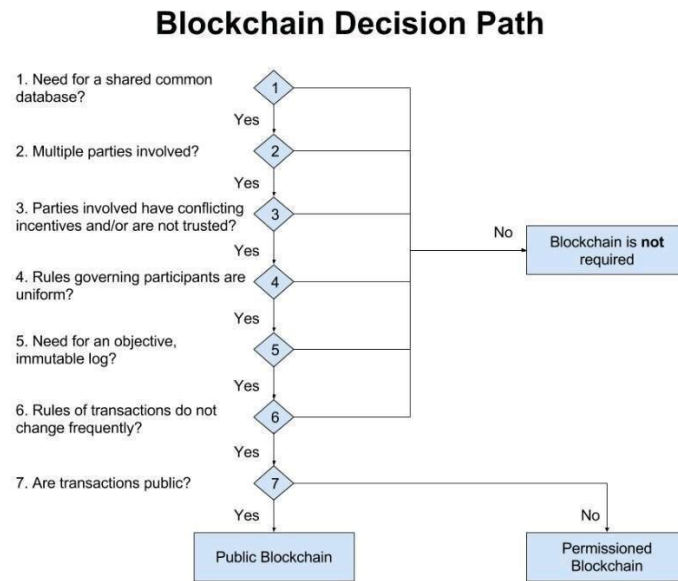 Blockchain Decision Path
1. Need for a shared common
database?
1
Yes
2. Multiple parties involved?
2
Yes
3. Parties involved have conflicting
incentives and/or are not trusted?
3
No
Blockchain is not
required
Yes
4. Rules governing participants are
uniform?
4
Yes
5. Need for an objective,
immutable log?
5
Yes
6. Rules of transactions do not
change frequently?
6
Yes
7. Are transactions public?
7
Yes
No
Public Blockchain
Permissioned
Blockchain